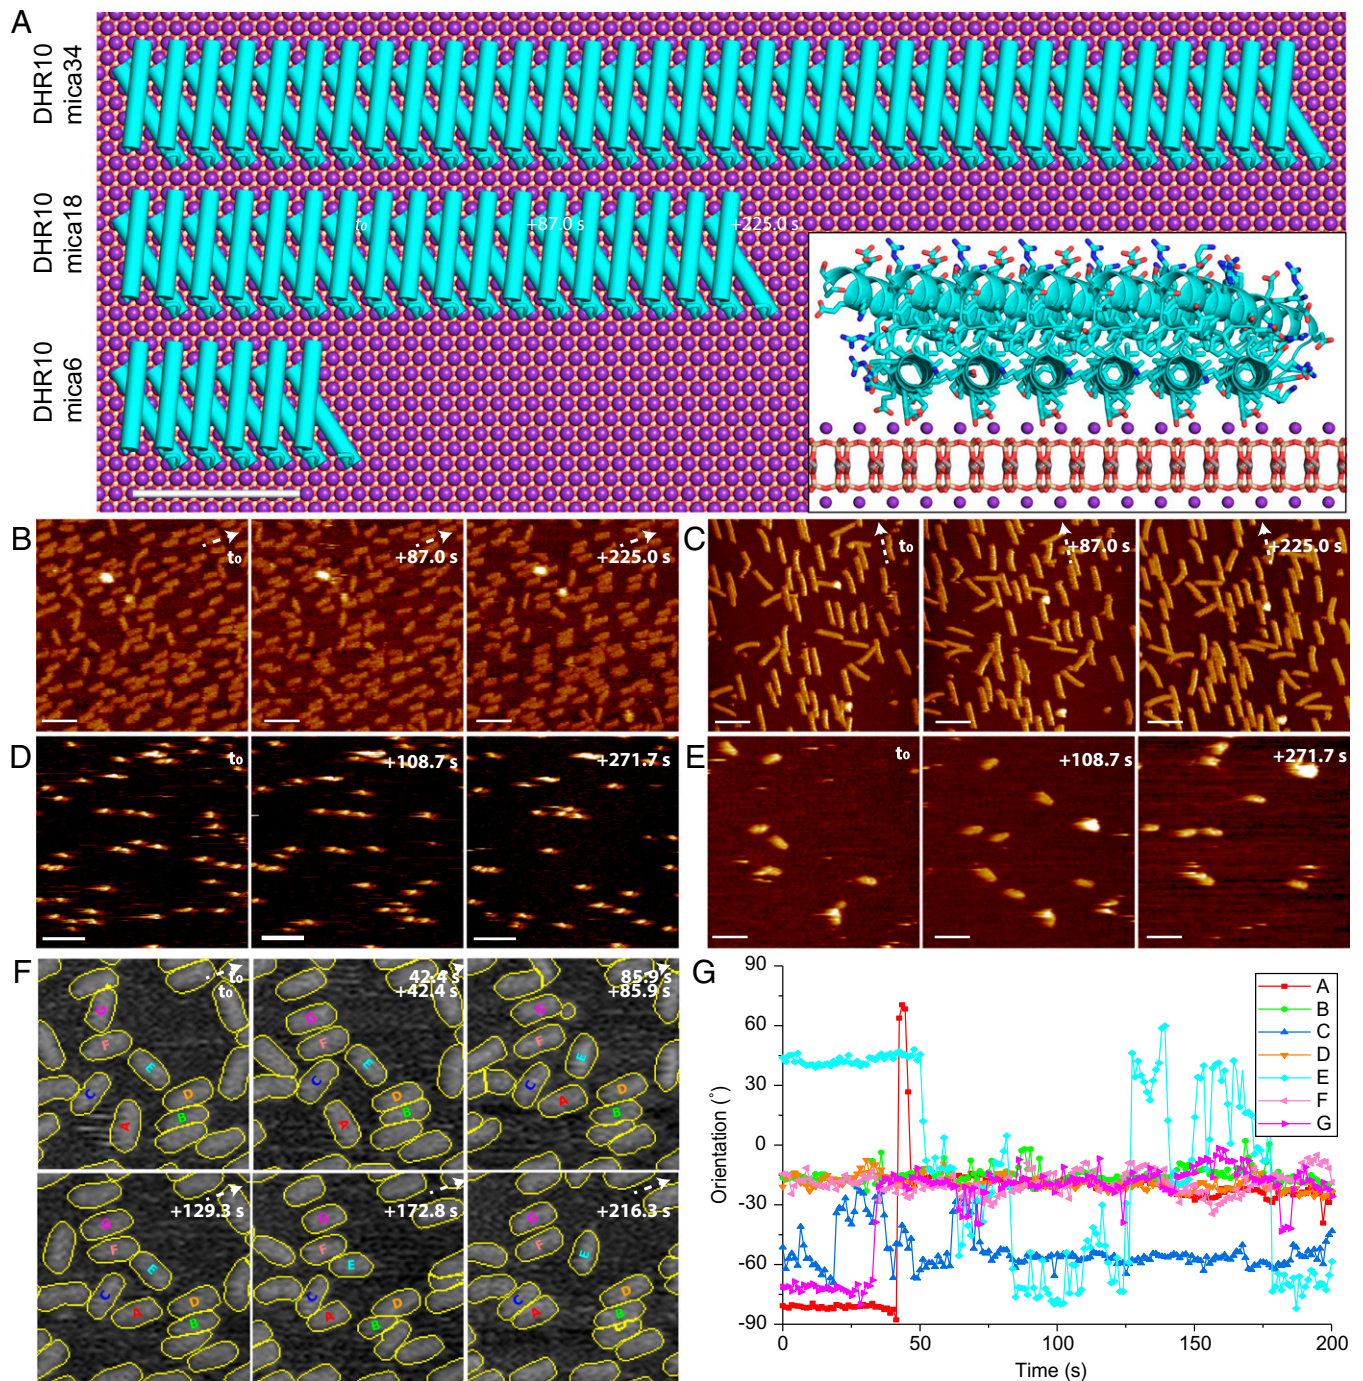 A
DHR10
mica34
DHR10
mica18
DHR10
mica6
t₀
+87.0 s
+225.0 s
B
t₀
+87.0 s
+225.0 s
C
t₀
+87.0 s
+225.0 s
D
t₀
+108.7 s
+271.7 s
E
t₀
+108.7 s
+271.7 s
F
t₀
t₀
G
F
E
C
D
B
A
42.4 s
+42.4 s
G
F
E
C
D
B
A
85.9 s
+85.9 s
G
F
E
C
D
B
A
+129.3 s
G
F
E
C
D
B
A
+172.8 s
G
F
E
C
D
B
A
+216.3 s
G
F
E
C
D
B
A
G
Orientation (°)
90
60
30
0
-30
-60
-90
0
50
100
150
200
Time (s)
A
B
C
D
E
F
G